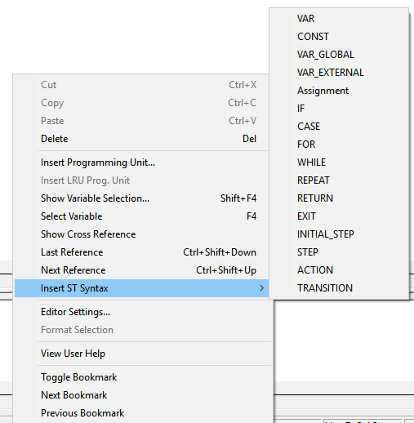 VAR
CONST
VAR_GLOBAL
VAR_EXTERNAL
Assignment
IF
CASE
FOR
WHILE
REPEAT
RETURN
EXIT
INITIAL_STEP
STEP
ACTION
TRANSITION
Cut Ctrl+X
Copy Ctrl+C
Paste Ctrl+V
Delete Del
Insert Programming Unit...
Insert LRU Prog. Unit
Show Variable Selection... Shift+F4
Select Variable F4
Show Cross Reference
Last Reference Ctrl+Shift+Down
Next Reference Ctrl+Shift+Up
Insert ST Syntax
Editor Settings...
Format Selection
View User Help
Toggle Bookmark
Next Bookmark
Previous Bookmark